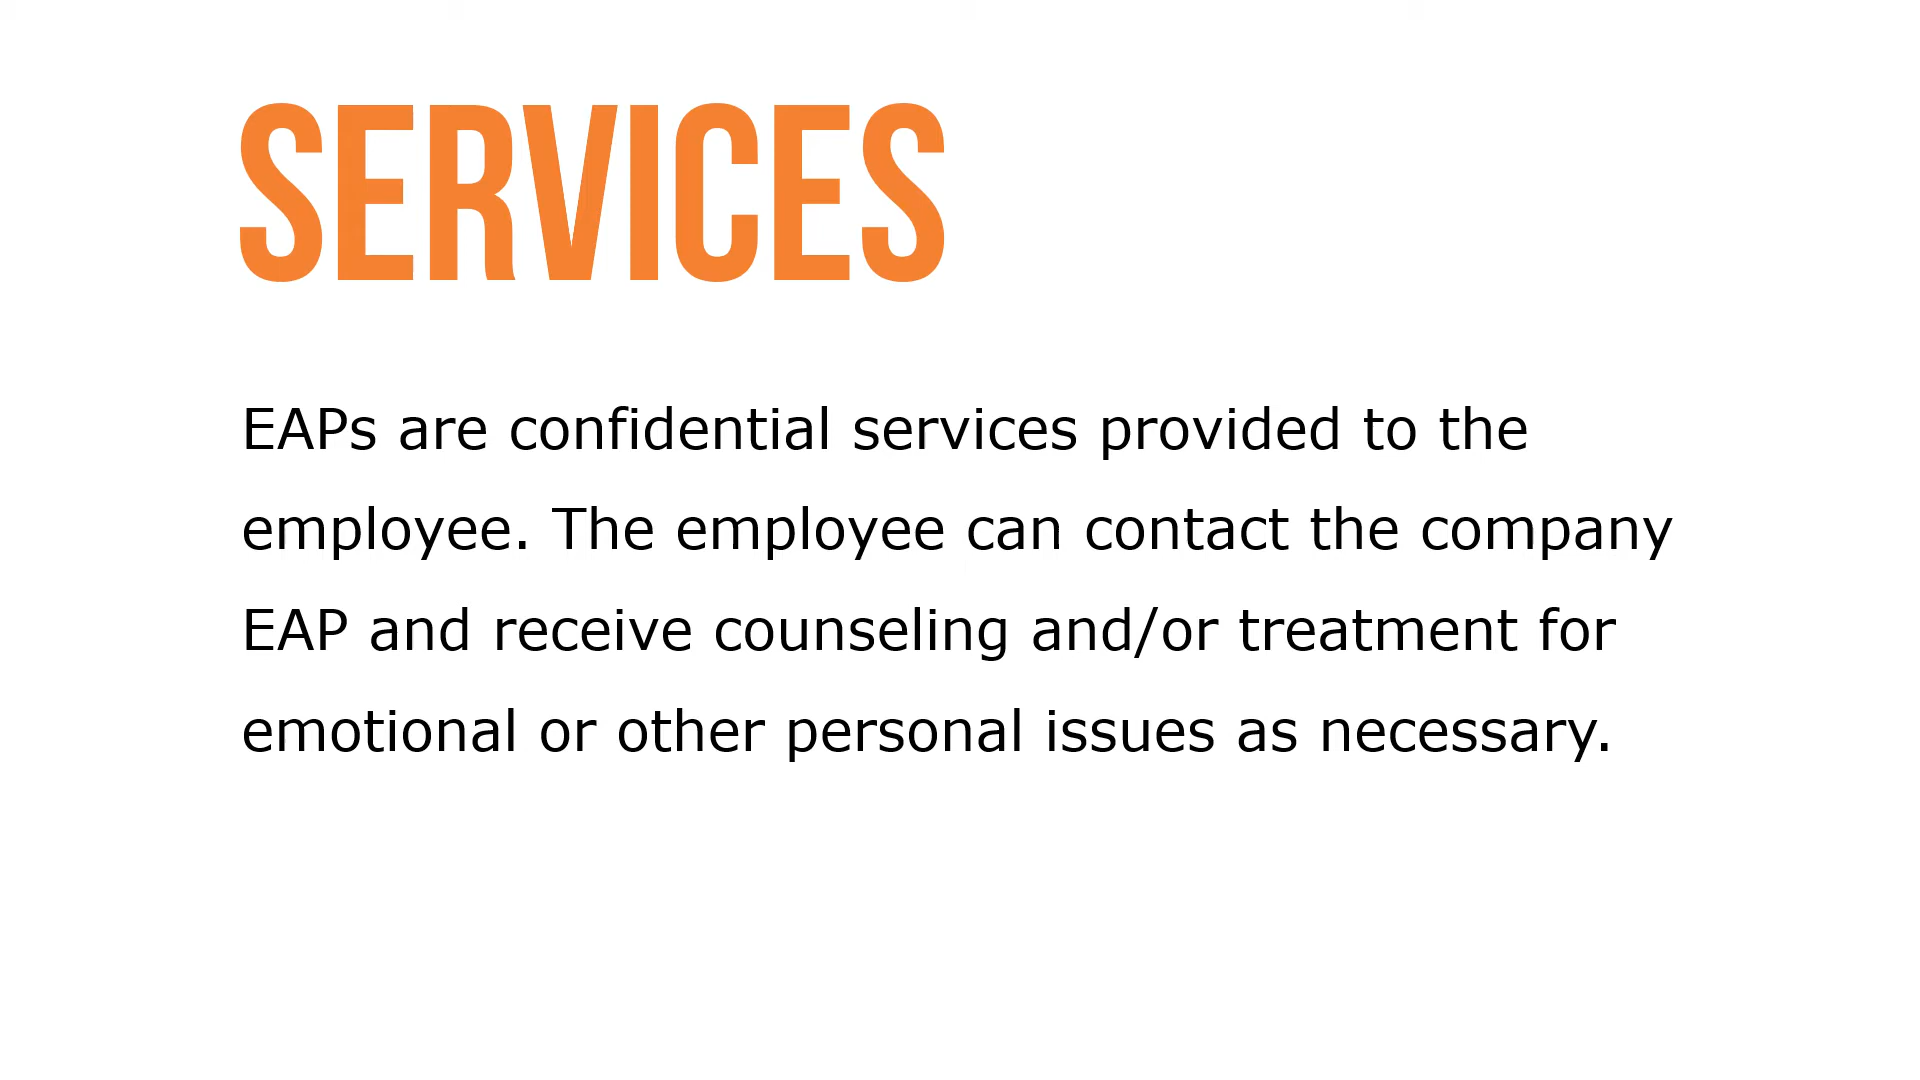 SERVICES
EAPs are confidential services provided to the
employee. The employee can contact the company
EAP and receive counseling and/or treatment for
emotional or other personal issues as necessary.